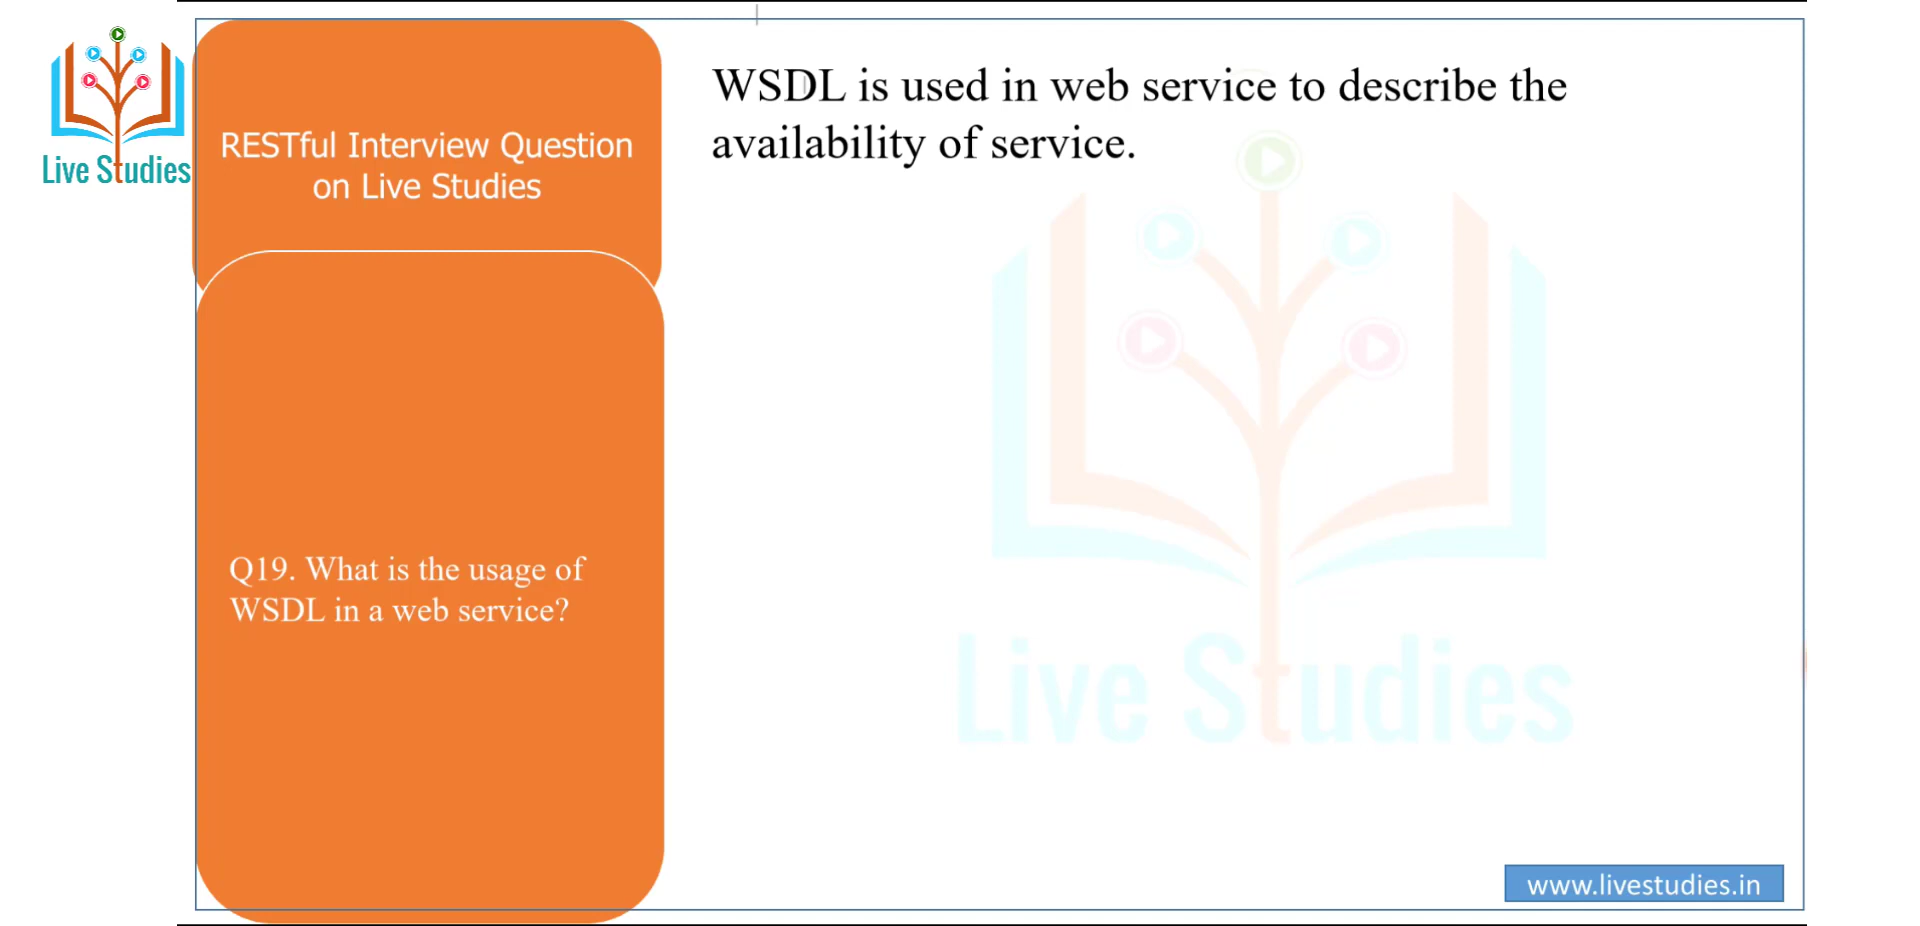 Live Studies
RESTful Interview Question
on Live Studies
WSDL is used in web service to describe the
availability of service.
Q19. What is the usage of
WSDL in a web service?
Live Studies
www.livestudies.in